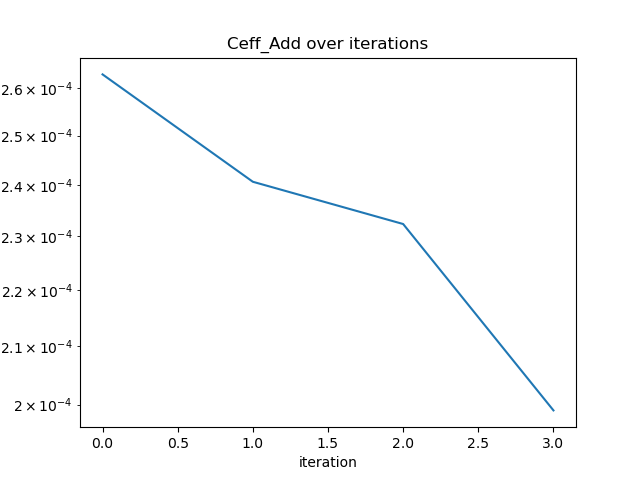 Ceff_Add over iterations
2.6 × 10⁻⁴
2.5 × 10⁻⁴
2.4 × 10⁻⁴
2.3 × 10⁻⁴
2.2 × 10⁻⁴
2.1 × 10⁻⁴
2 × 10⁻⁴
0.0 0.5 1.0 1.5 2.0 2.5 3.0
iteration